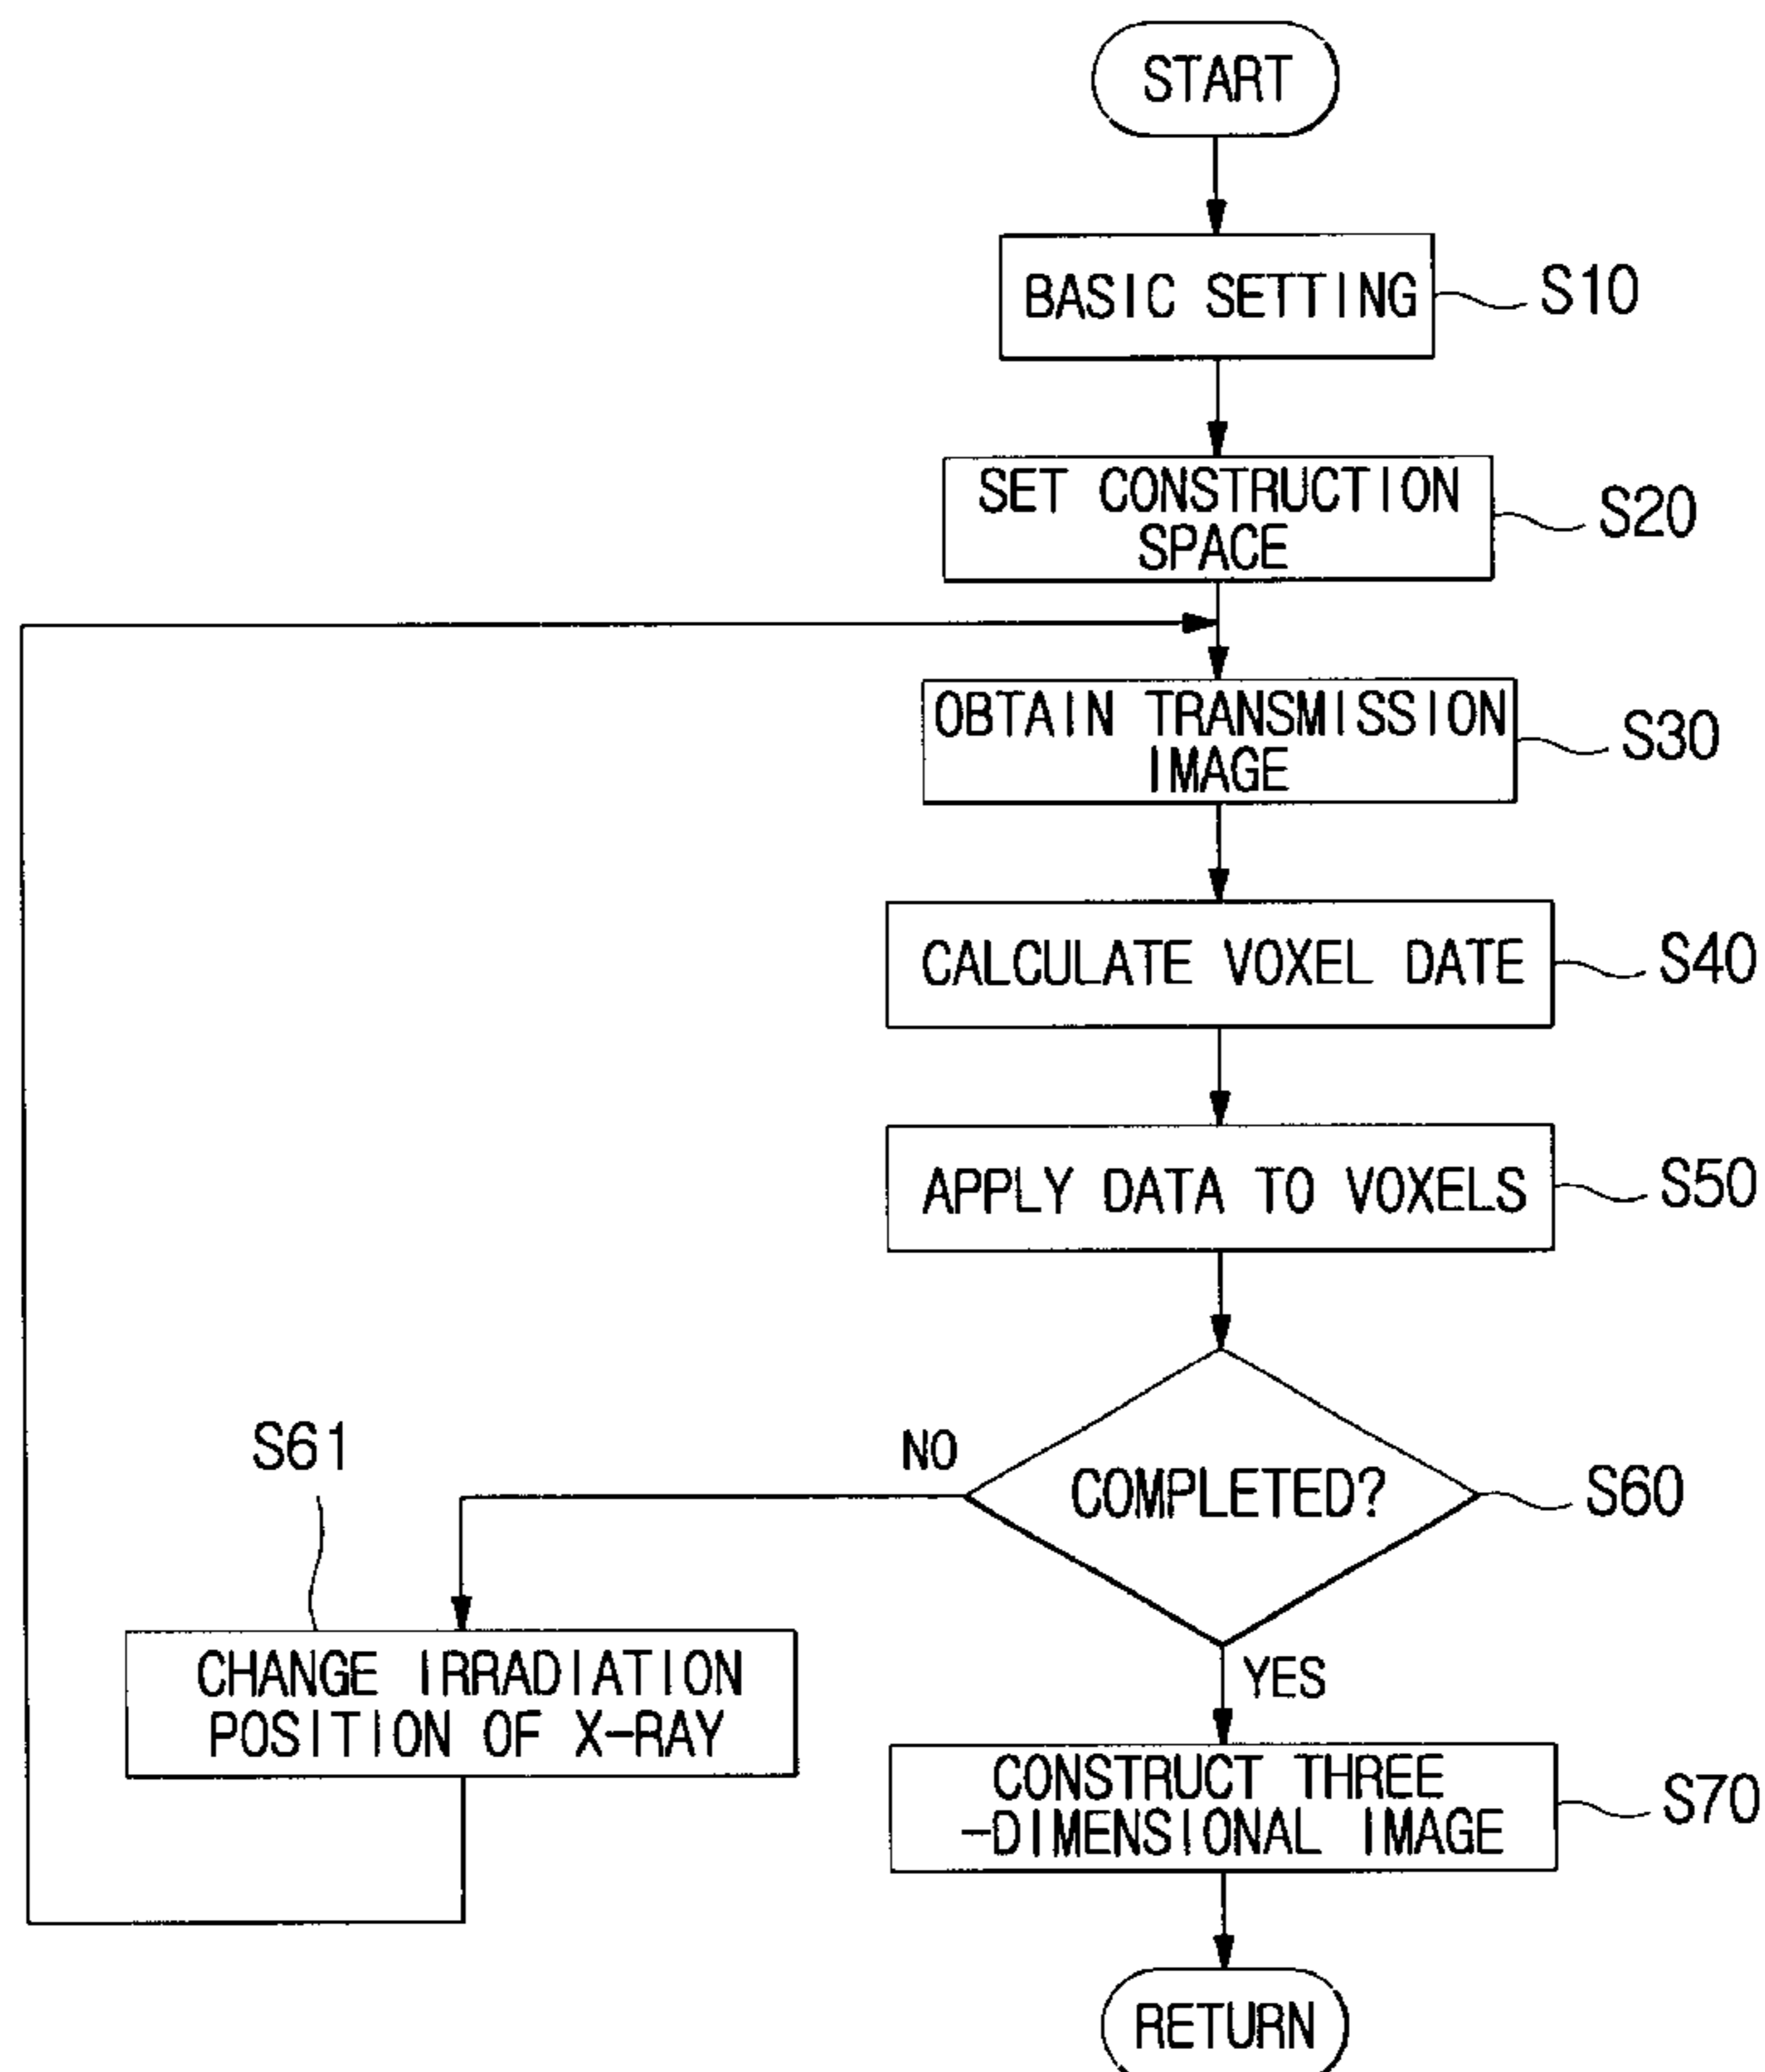 START
BASIC SETTING
S10
SET CONSTRUCTION
SPACE
S20
OBTAIN TRANSMISSION
IMAGE
S30
CALCULATE VOXEL DATE
S40
APPLY DATA TO VOXELS
S50
COMPLETED?
S60
NO
S61
CHANGE IRRADIATION
POSITION OF X-RAY
YES
CONSTRUCT THREE
-DIMENSIONAL IMAGE
S70
RETURN